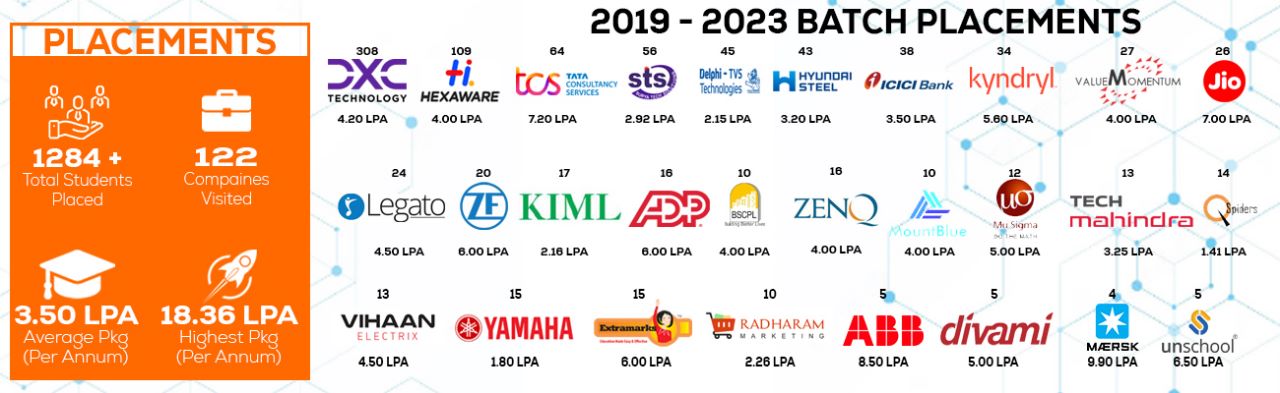 PLACEMENTS
1284 +
Total Students
Placed
122
Compaines
Visited
3.50 LPA
Average Pkg
(Per Annum)
18.36 LPA
Highest Pkg
(Per Annum)
2019 - 2023 BATCH PLACEMENTS
308
DXC
TECHNOLOGY
4.20 LPA
109
Hi
HEXAWARE
4.00 LPA
64
tcs TATA
CONSULTANCY
SERVICES
7.20 LPA
56
sts
2.92 LPA
45
Delphi - TVS
Technologies
2.15 LPA
43
HYUNDAI
STEEL
3.20 LPA
38
ICICI Bank
3.50 LPA
34
kyndryl
5.60 LPA
27
VALUEMOMENTUM
4.00 LPA
26
Jio
7.00 LPA
24
Legato
4.50 LPA
20
ZF
6.00 LPA
17
KIML
2.16 LPA
16
ADP
6.00 LPA
10
BSCPL
4.00 LPA
16
ZENQ
4.00 LPA
10
MountBlue
4.00 LPA
12
uo
Mu Sigma
DO THE MATH
5.00 LPA
13
TECH
mahindra
3.25 LPA
14
QSpiders
1.41 LPA
13
VIHAAN
ELECTRIX
4.50 LPA
15
YAMAHA
1.80 LPA
15
Extramarks
6.00 LPA
10
RADHARAM
MARKETING
2.26 LPA
5
ABB
8.50 LPA
5
divami
5.00 LPA
4
MÆRSK
9.90 LPA
5
unschool
6.50 LPA